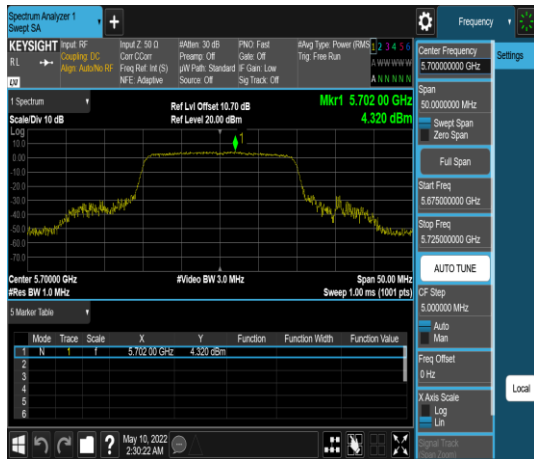 Spectrum Analyzer 1
Swept SA
Frequency
KEYSIGHT
RL
Input: RF
Coupling: DC
Align: Auto/No RF
Input Z: 50 Ω
Corr CCorr
Freq Ref: Int (S)
NFE: Adaptive
#Atten: 30 dB
Preamp: Off
µW Path: Standard
Source: Off
PNO: Fast
Gate: Off
IF Gain: Low
Sig Track: Off
#Avg Type: Power (RMS)
Trig: Free Run
1 2 3 4 5 6
A W W W W W
A N N N N N
LXI
1 Spectrum
Scale/Div 10 dB
Ref Lvl Offset 10.70 dB
Ref Level 20.00 dBm
Mkr1 5.702 00 GHz
4.320 dBm
Log
10.0
0.00
-10.0
-20.0
-30.0
-40.0
-50.0
-60.0
-70.0
1
Center 5.70000 GHz
#Res BW 1.0 MHz
#Video BW 3.0 MHz
Span 50.00 MHz
Sweep 1.00 ms (1001 pts)
5 Marker Table
Mode Trace Scale X Y Function Function Width Function Value
1 N 1 f 5.702 00 GHz 4.320 dBm
2
3
4
5
6
May 10, 2022
2:30:22 AM
Center Frequency
5.700000000 GHz
Settings
Span
50.0000000 MHz
Swept Span
Zero Span
Full Span
Start Freq
5.675000000 GHz
Stop Freq
5.725000000 GHz
AUTO TUNE
CF Step
5.000000 MHz
Auto
Man
Freq Offset
0 Hz
Local
X Axis Scale
Log
Lin
Signal Track
(Span Zoom)